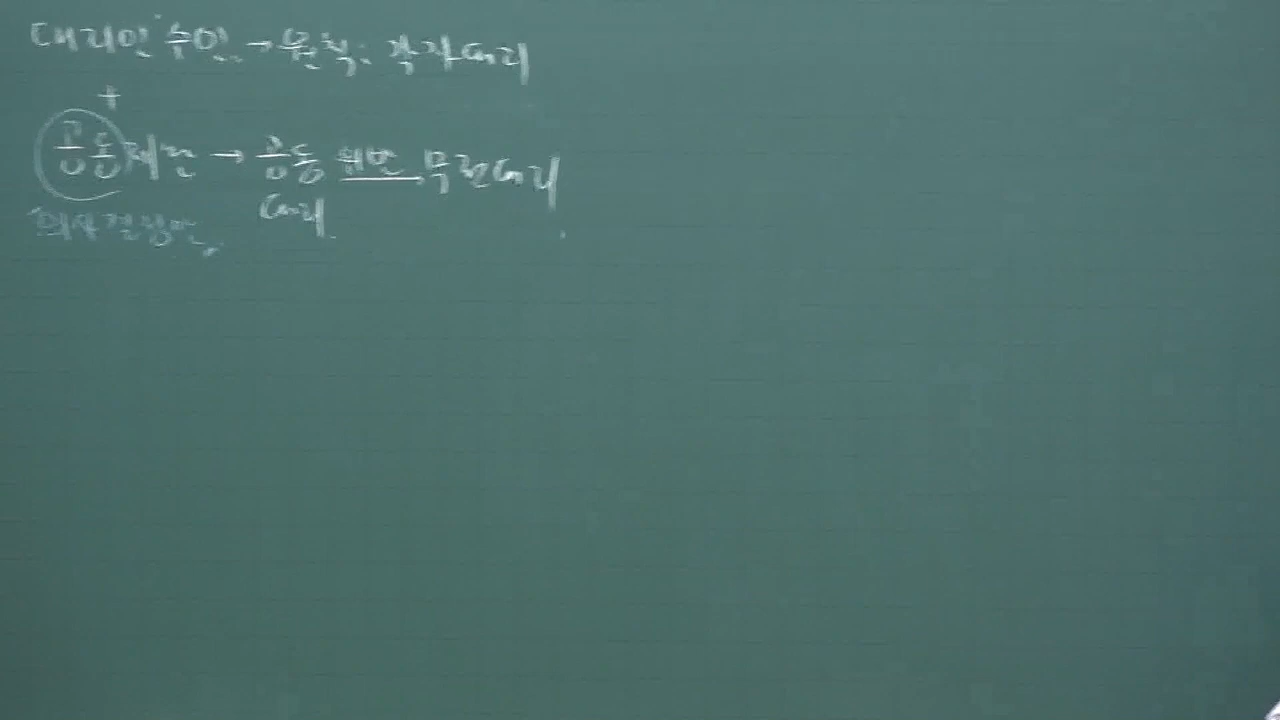 대리인 수인 → 원칙: 각자대리
+
공동제한 → 공동 위반 무권대리
대리
의사결정만